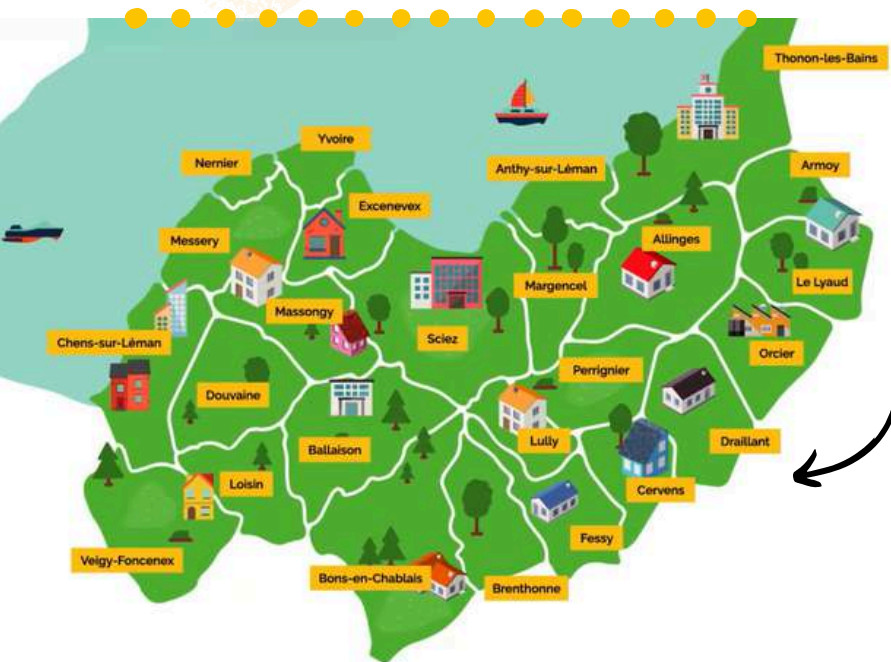 Thonon-les-Bains
Yvoire
Nernier
Anthy-sur-Léman
Armoy
Excenevex
Messery
Allinges
Le Lyaud
Margencel
Massongy
Sciez
Chens-sur-Léman
Orcier
Perrignier
Douvaine
Lully
Draillant
Ballaison
Loisin
Cervens
Fessy
Veigy-Foncenex
Bons-en-Chablais
Brenthonne